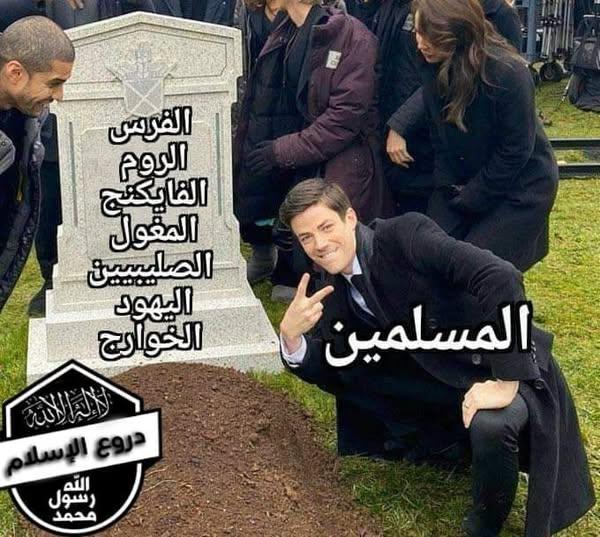 الفرس
الروم
الفايكنج
المغول
الصليبيين
اليهود
الخوارج
المسلمين
لا إله إلا الله
دروع الإسلام
الله
رسول
محمد